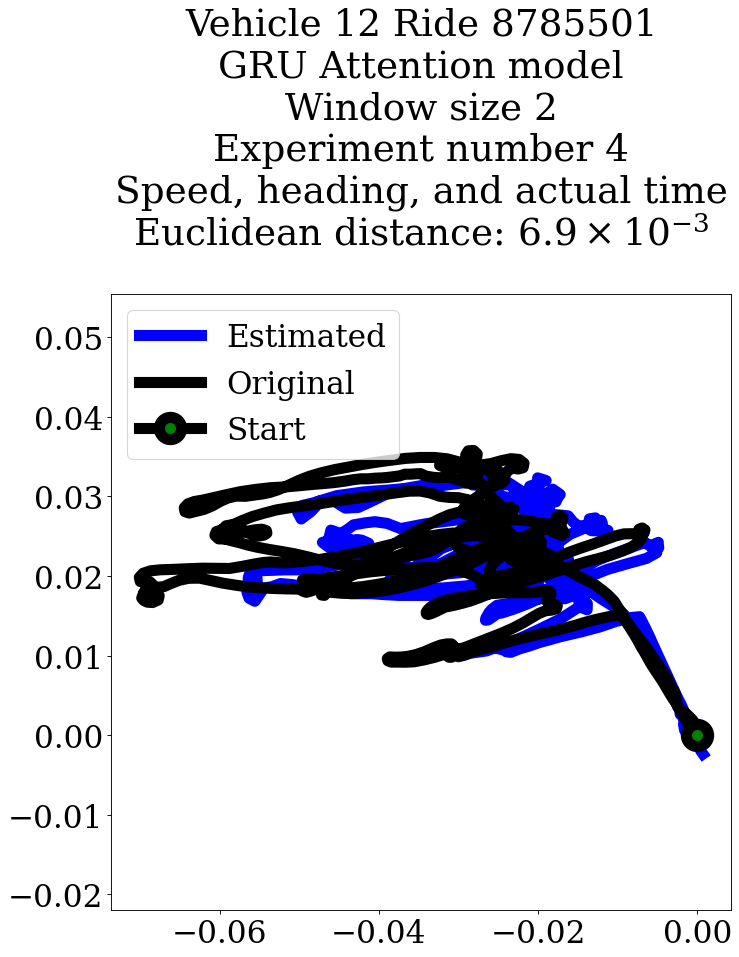 Vehicle 12 Ride 8785501
GRU Attention model
Window size 2
Experiment number 4
Speed, heading, and actual time
Euclidean distance: 6.9 × 10⁻³
Estimated
Original
Start
0.05
0.04
0.03
0.02
0.01
0.00
−0.01
−0.02
−0.06 −0.04 −0.02 0.00